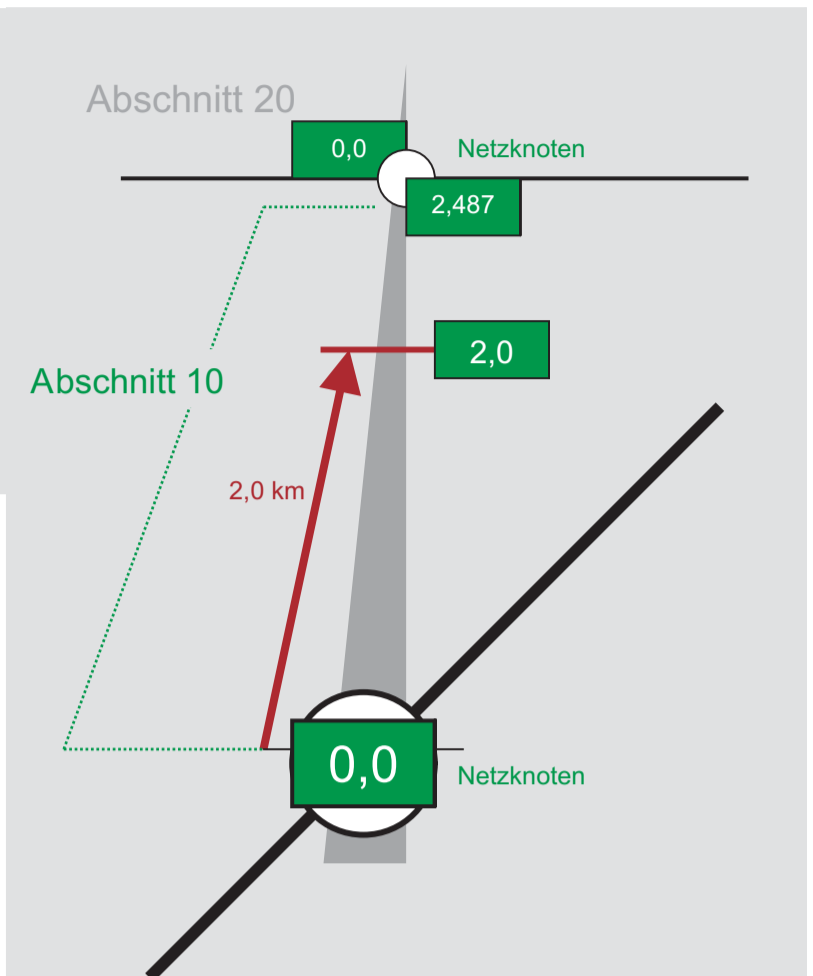 Abschnitt 20
0,0
Netzknoten
2,487
2,0
Abschnitt 10
2,0 km
0,0
Netzknoten